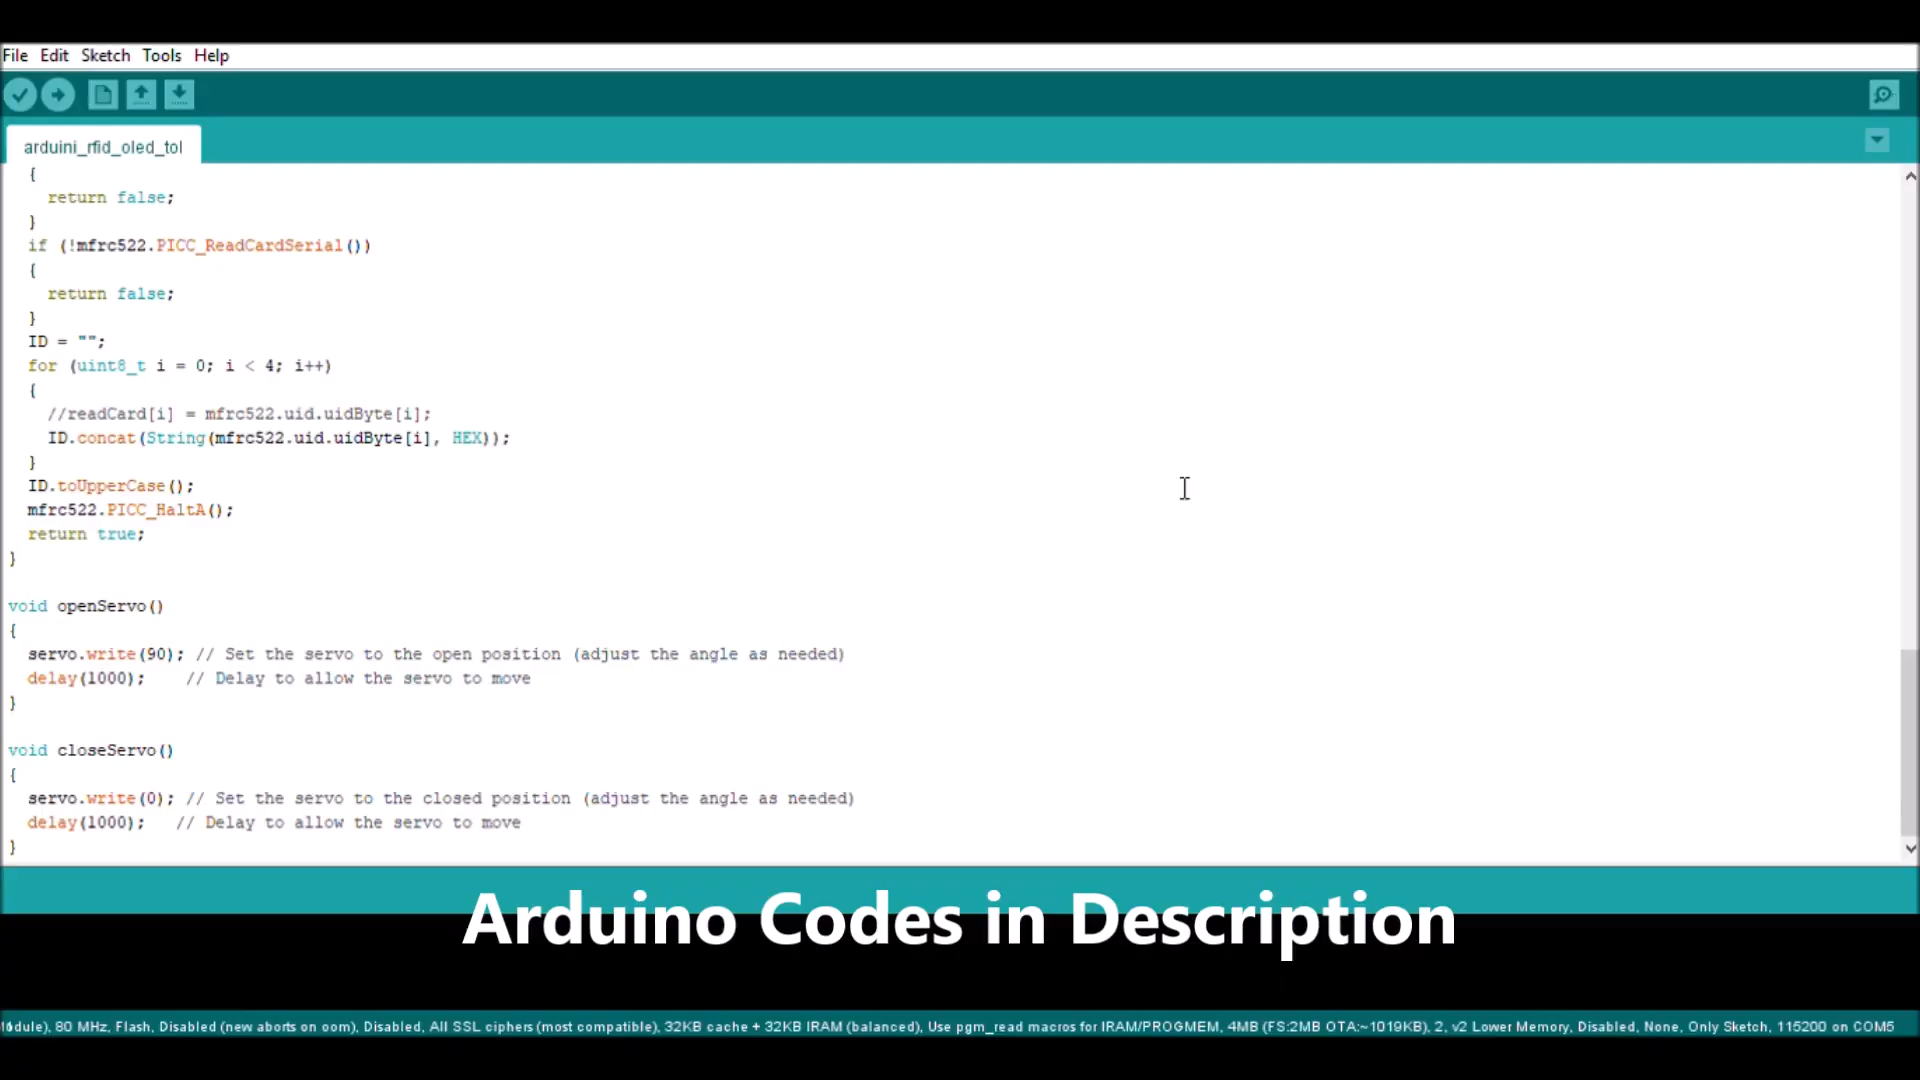 File Edit Sketch Tools Help
arduini_rfid_oled_tol
{
return false;
}
if (!mfrc522.PICC_ReadCardSerial())
{
return false;
}
ID = "";
for (uint8_t i = 0; i < 4; i++)
{
//readCard[i] = mfrc522.uid.uidByte[i];
ID.concat(String(mfrc522.uid.uidByte[i], HEX));
}
ID.toUpperCase();
mfrc522.PICC_HaltA();
return true;
}
void openServo()
{
servo.write(90); // Set the servo to the open position (adjust the angle as needed)
delay(1000); // Delay to allow the servo to move
}
void closeServo()
{
servo.write(0); // Set the servo to the closed position (adjust the angle as needed)
delay(1000); // Delay to allow the servo to move
}
Arduino Codes in Description
80 MHz, Flash, Disabled (new aborts on oom), Disabled, All SSL ciphers (most compatible), 32KB cache + 32KB IRAM (balanced), Use pgm_read macros for IRAM/PROGMEM, 4MB (FS:2MB OTA:~1019KB), 2, v2 Lower Memory, Disabled, None, Only Sketch, 115200 on COM5